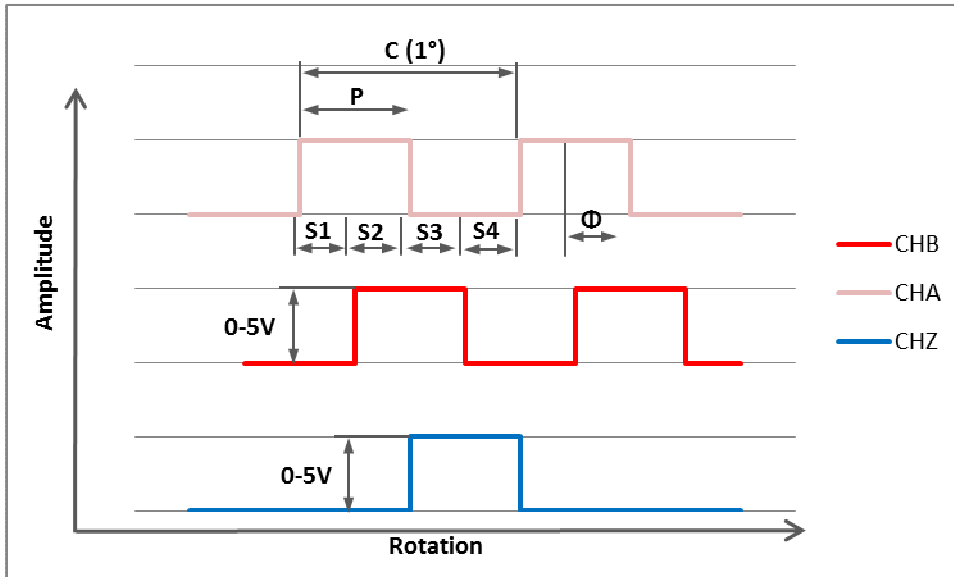 C (1°)
P
S1 S2 S3 S4 Φ
Amplitude
0-5V
0-5V
Rotation
CHB
CHA
CHZ